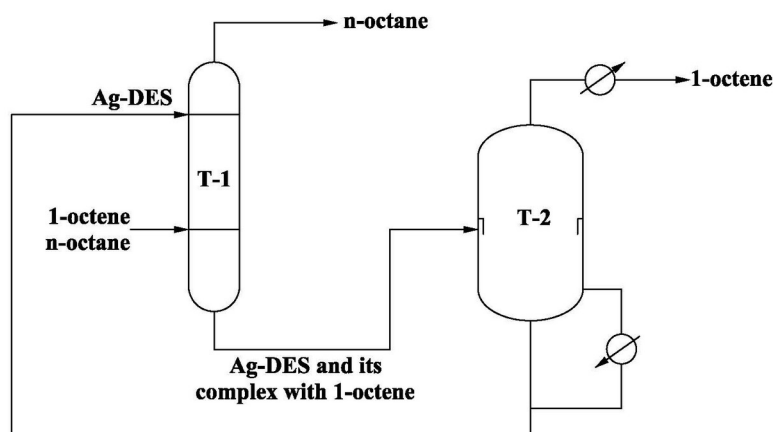 n-octane
Ag-DES
1-octene
T-1
T-2
1-octene
n-octane
Ag-DES and its
complex with 1-octene